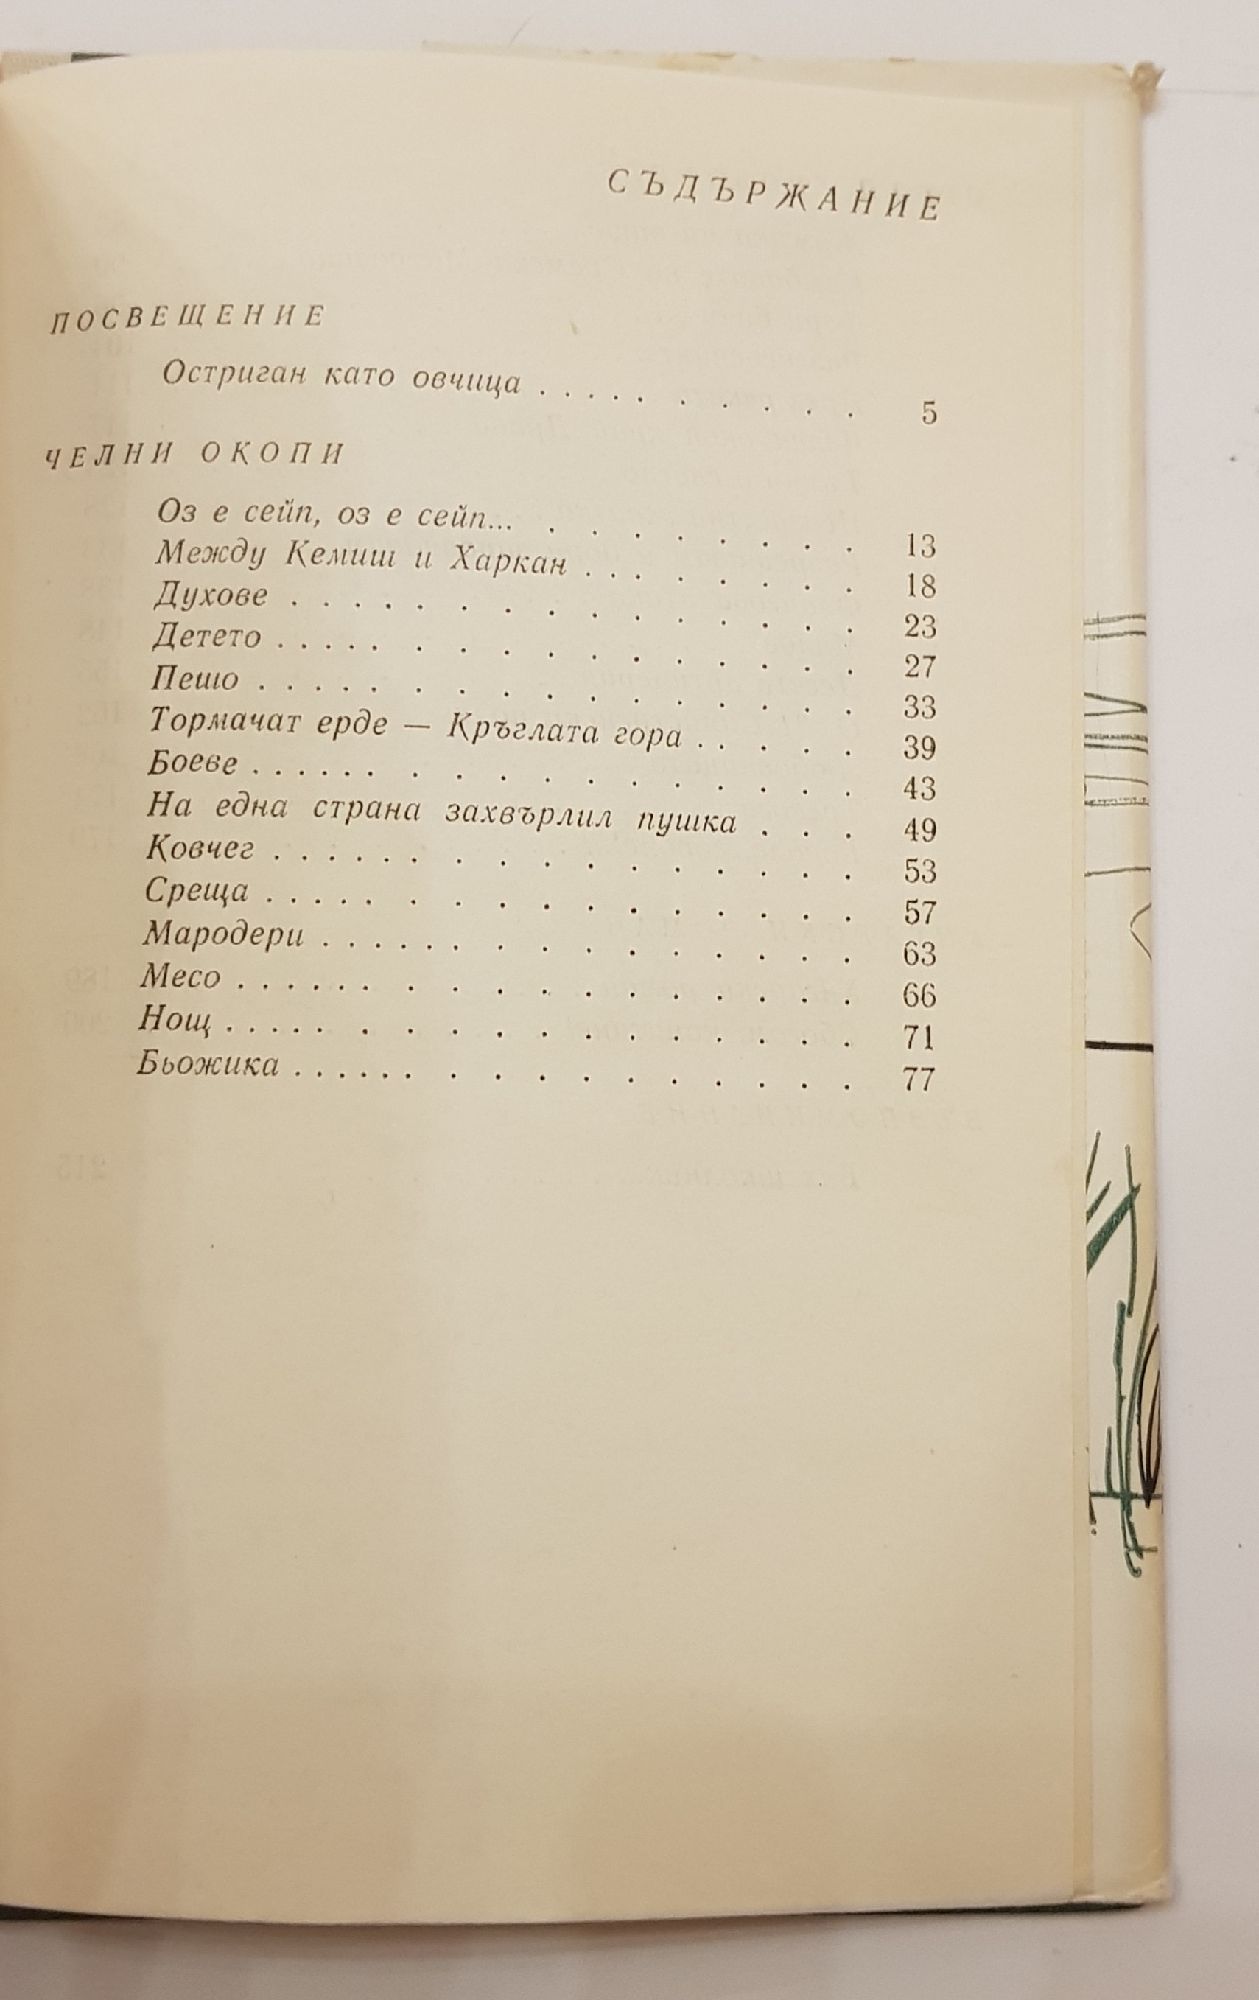 СЪДЪРЖАНИЕ
ПОСВЕЩЕНИЕ
Остриган като овчица . . . . . . . . . . 5
ЧЕЛНИ ОКОПИ
Оз е сейп, оз е сейп... . . . . . . . . 13
Между Кемиш и Харкан . . . . . . . . 18
Духове . . . . . . . . . . . . . 23
Детето . . . . . . . . . . . . . . 27
Пешо . . . . . . . . . . . . . . 33
Тормачат ерде — Кръглата гора . . . . . 39
Боеве . . . . . . . . . . . . . . 43
На една страна захвърлил пушка . . . 49
Ковчег . . . . . . . . . . . . . . 53
Среща . . . . . . . . . . . . . . 57
Мародери . . . . . . . . . . . . . 63
Месо . . . . . . . . . . . . . . . 66
Нощ . . . . . . . . . . . . . . . 71
Бьожика . . . . . . . . . . . . . . 77